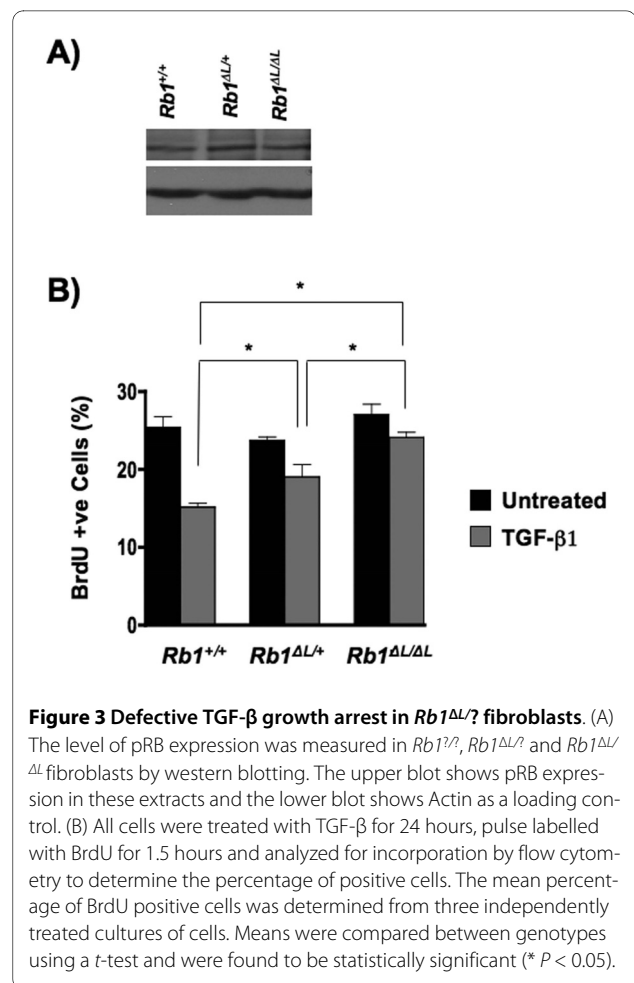 A)
Rb1+/+ Rb1ΔL/+ Rb1ΔL/ΔL
B)
*
* *
30
20
10
0
BrdU +ve Cells (%)
Untreated
TGF-β1
Rb1+/+ Rb1ΔL/+ Rb1ΔL/ΔL
Figure 3 Defective TGF-β growth arrest in Rb1ΔL/? fibroblasts. (A)
The level of pRB expression was measured in Rb1?/?, Rb1ΔL/? and Rb1ΔL/
ΔL fibroblasts by western blotting. The upper blot shows pRB expres-
sion in these extracts and the lower blot shows Actin as a loading con-
trol. (B) All cells were treated with TGF-β for 24 hours, pulse labelled
with BrdU for 1.5 hours and analyzed for incorporation by flow cytom-
etry to determine the percentage of positive cells. The mean percent-
age of BrdU positive cells was determined from three independently
treated cultures of cells. Means were compared between genotypes
using a t-test and were found to be statistically significant (* P < 0.05).